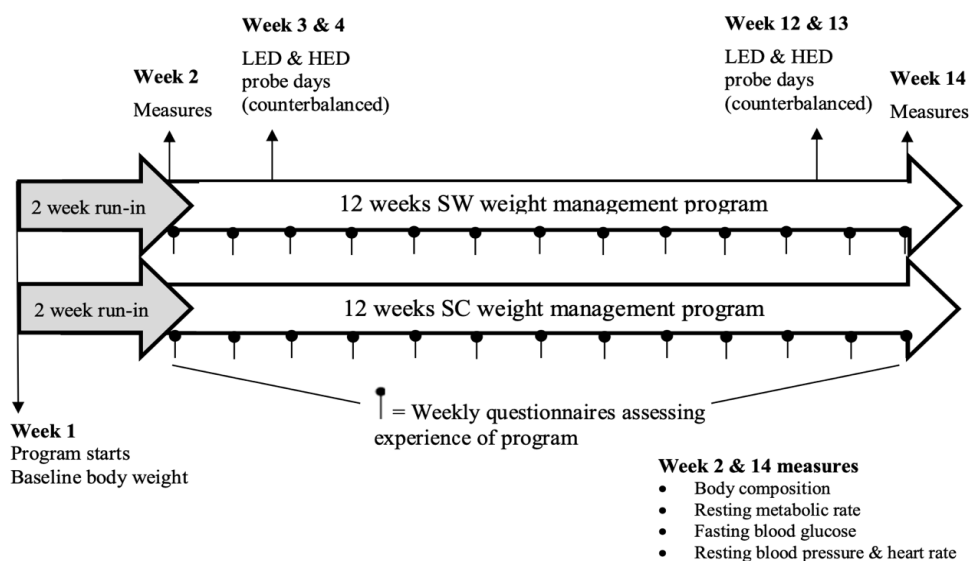 Week 3 & 4
LED & HED
probe days
(counterbalanced)
Week 12 & 13
LED & HED
probe days
(counterbalanced)
Week 2
Measures
Week 14
Measures
2 week run-in
12 weeks SW weight management program
2 week run-in
12 weeks SC weight management program
= Weekly questionnaires assessing
experience of program
Week 1
Program starts
Baseline body weight
Week 2 & 14 measures
• Body composition
• Resting metabolic rate
• Fasting blood glucose
• Resting blood pressure & heart rate